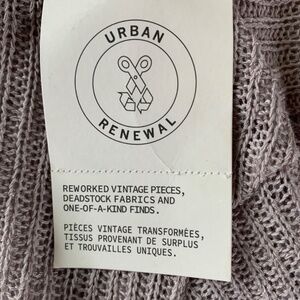 URBAN
RENEWAL
REWORKED VINTAGE PIECES,
DEADSTOCK FABRICS AND
ONE-OF-A-KIND FINDS.
PIÈCES VINTAGE TRANSFORMÉES,
TISSUS PROVENANT DE SURPLUS
ET TROUVAILLES UNIQUES.